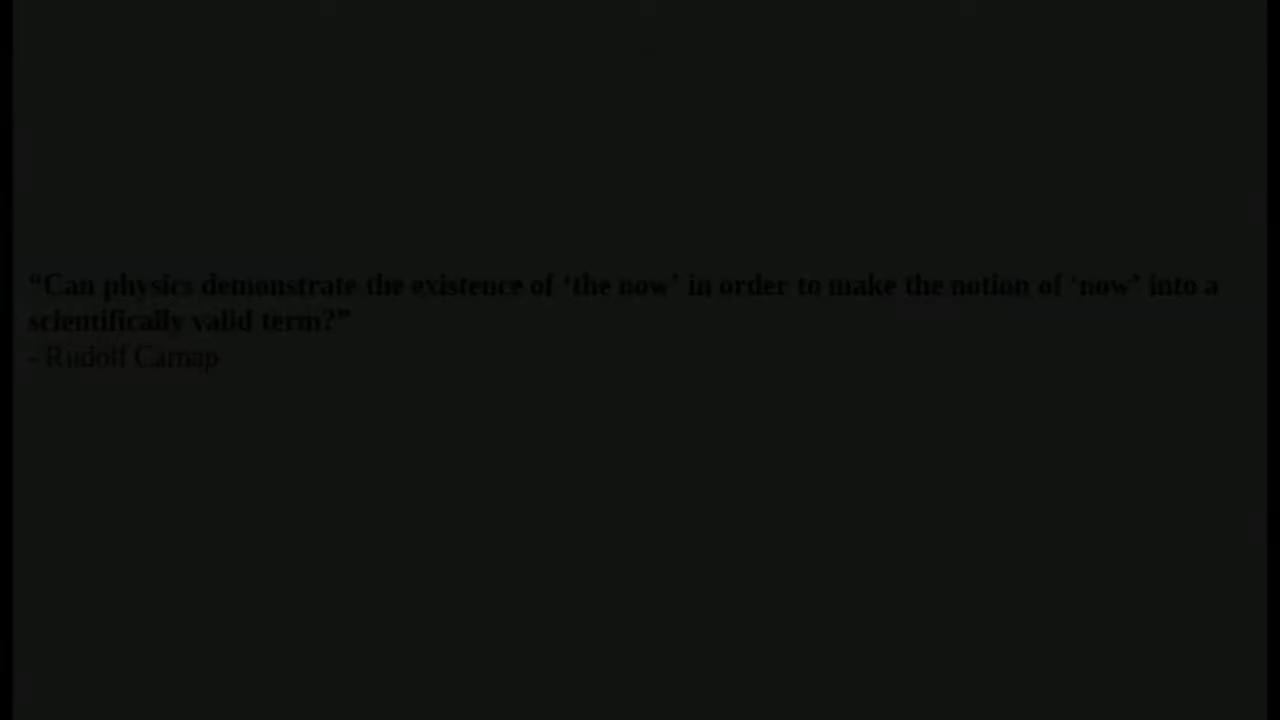 “Can physics demonstrate the existence of ‘the now’ in order to make the notion of ‘now’ into a
scientifically valid term?”
- Rudolf Carnap